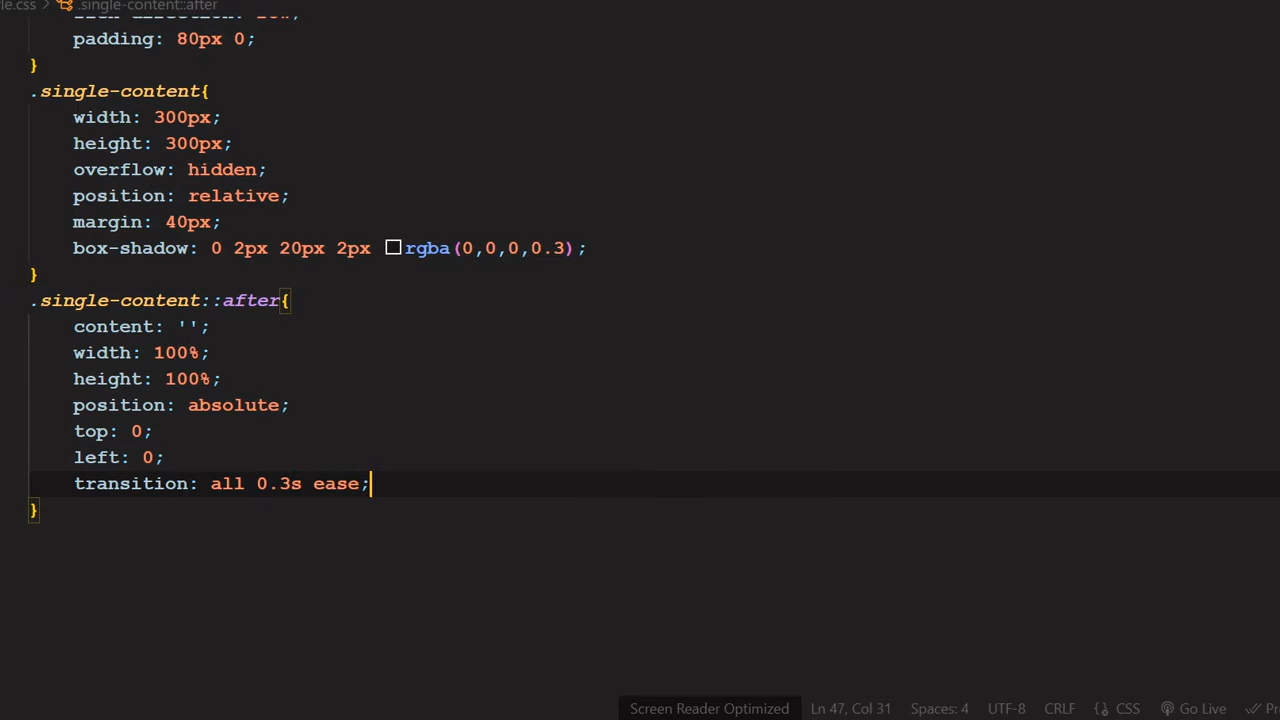 le.css > .single-content::after
padding: 80px 0;
}
.single-content{
width: 300px;
height: 300px;
overflow: hidden;
position: relative;
margin: 40px;
box-shadow: 0 2px 20px 2px rgba(0,0,0,0.3);
}
.single-content::after{
content: '';
width: 100%;
height: 100%;
position: absolute;
top: 0;
left: 0;
transition: all 0.3s ease;
}
Screen Reader Optimized Ln 47, Col 31 Spaces: 4 UTF-8 CRLF {} CSS Go Live